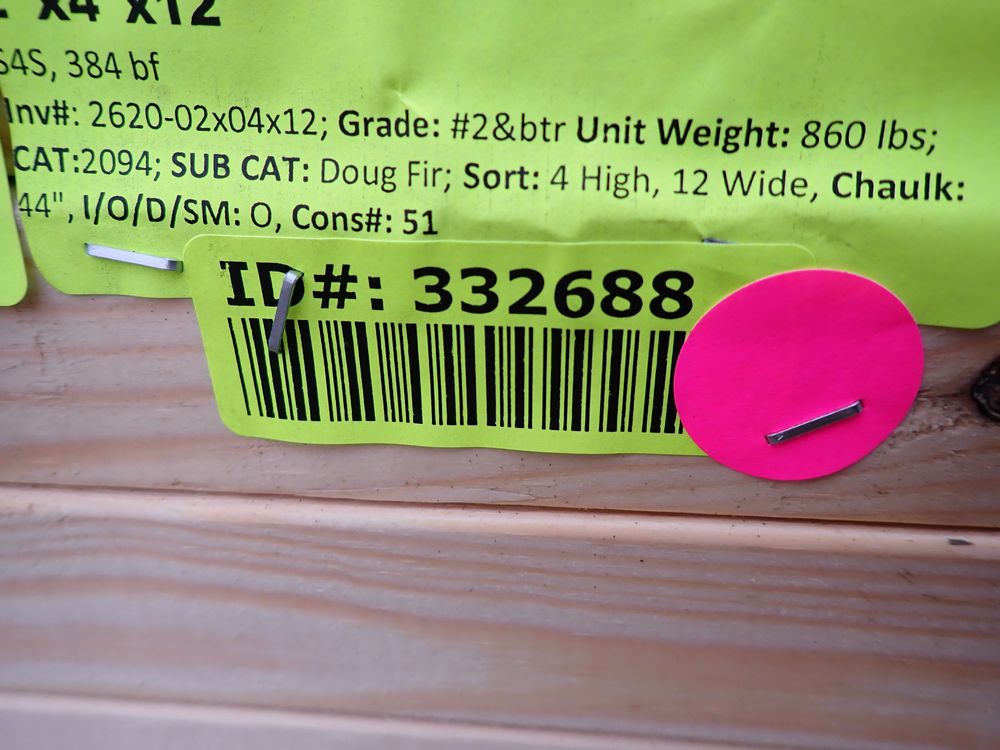 x4 x12
S4S, 384 bf
Inv#: 2620-02x04x12; Grade: #2&btr Unit Weight: 860 lbs;
CAT:2094; SUB CAT: Doug Fir; Sort: 4 High, 12 Wide, Chaulk:
44", I/O/D/SM: O, Cons#: 51
ID#: 332688